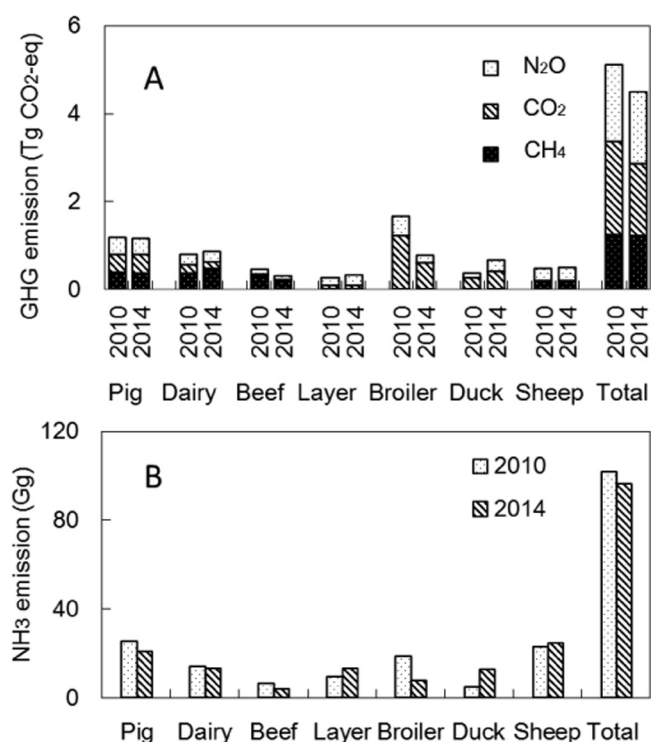 GHG emission (Tg CO₂-eq)
6
4
2
0
A
N₂O
CO₂
CH₄
2010 2014 2010 2014 2010 2014 2010 2014 2010 2014 2010 2014 2010 2014 2010 2014
Pig Dairy Beef Layer Broiler Duck Sheep Total
NH3 emission (Gg)
120
80
40
0
B
2010
2014
Pig Dairy Beef Layer Broiler Duck Sheep Total